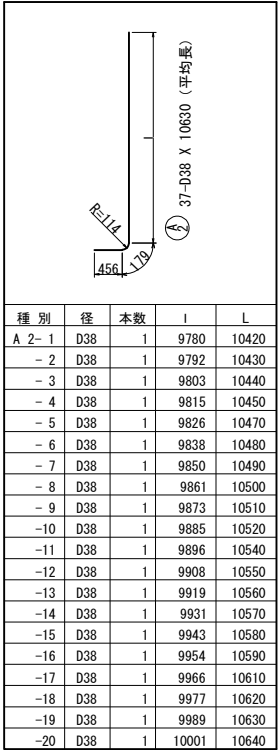 l
R=114
456
179
A2 37-D38 X 10630 (平均長)
種 別 径 本数 l L
A 2- 1 D38 1 9780 10420
- 2 D38 1 9792 10430
- 3 D38 1 9803 10440
- 4 D38 1 9815 10450
- 5 D38 1 9826 10470
- 6 D38 1 9838 10480
- 7 D38 1 9850 10490
- 8 D38 1 9861 10500
- 9 D38 1 9873 10510
-10 D38 1 9885 10520
-11 D38 1 9896 10540
-12 D38 1 9908 10550
-13 D38 1 9919 10560
-14 D38 1 9931 10570
-15 D38 1 9943 10580
-16 D38 1 9954 10590
-17 D38 1 9966 10610
-18 D38 1 9977 10620
-19 D38 1 9989 10630
-20 D38 1 10001 10640